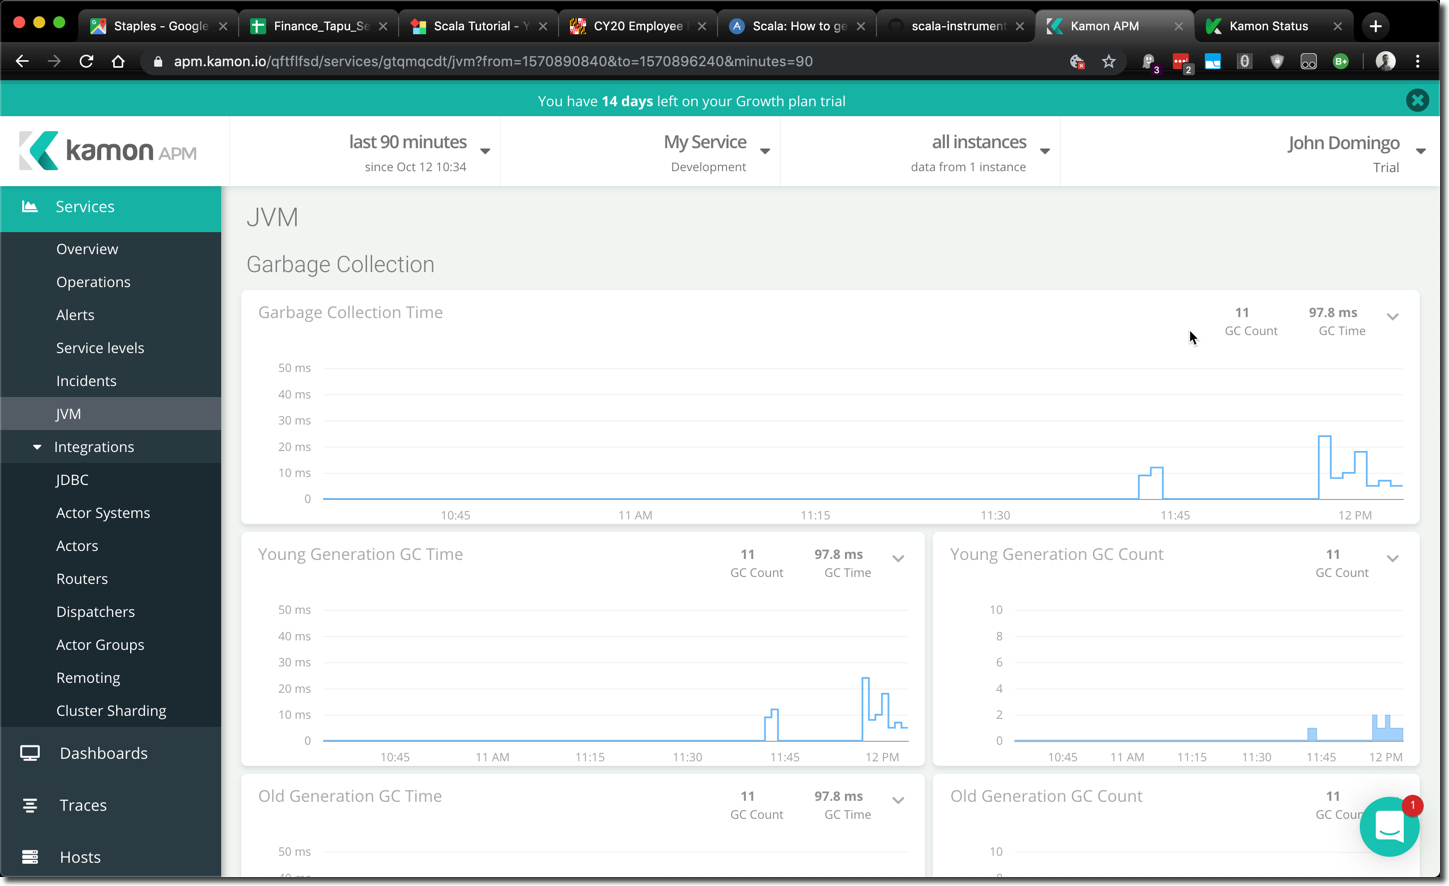 Staples - Google
Finance_Tapu_Se
Scala Tutorial - Y
CY20 Employee
Scala: How to ge
scala-instrument
Kamon APM
Kamon Status
apm.kamon.io/qftflfsd/services/gtqmqcdt/jvm?from=1570890840&to=1570896240&minutes=90
3
2
B+
You have 14 days left on your Growth plan trial
kamon APM
last 90 minutes
since Oct 12 10:34
My Service
Development
all instances
data from 1 instance
John Domingo
Trial
Services
Overview
Operations
Alerts
Service levels
Incidents
JVM
Integrations
JDBC
Actor Systems
Actors
Routers
Dispatchers
Actor Groups
Remoting
Cluster Sharding
Dashboards
Traces
Hosts
JVM
Garbage Collection
Garbage Collection Time
11
GC Count
97.8 ms
GC Time
50 ms
40 ms
30 ms
20 ms
10 ms
0
10:45 11 AM 11:15 11:30 11:45 12 PM
Young Generation GC Time
11
GC Count
97.8 ms
GC Time
50 ms
40 ms
30 ms
20 ms
10 ms
0
10:45 11 AM 11:15 11:30 11:45 12 PM
Young Generation GC Count
11
GC Count
10
8
6
4
2
0
10:45 11 AM 11:15 11:30 11:45 12 PM
Old Generation GC Time
11
GC Count
97.8 ms
GC Time
50 ms
Old Generation GC Count
11
GC Coun
10
1